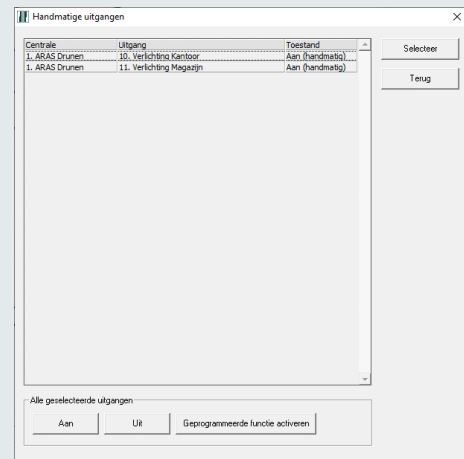 Handmatige uitgangen
Centrale Uitgang Toestand
1. ARAS Drunen 10. Verlichting Kantoor Aan (handmatig)
1. ARAS Drunen 11. Verlichting Magazijn Aan (handmatig)
Selecteer
Terug
Alle geselecteerde uitgangen
Aan Uit Geprogrammeerde functie activeren